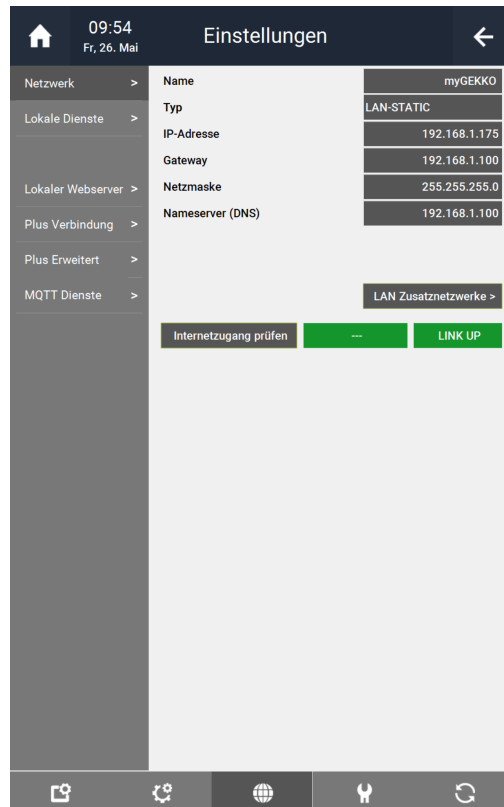 09:54
Fr, 26. Mai
Einstellungen
Netzwerk >
Lokale Dienste >
Lokaler Webserver >
Plus Verbindung >
Plus Erweitert >
MQTT Dienste >
Name myGEKKO
Typ LAN-STATIC
IP-Adresse 192.168.1.175
Gateway 192.168.1.100
Netzmaske 255.255.255.0
Nameserver (DNS) 192.168.1.100
LAN Zusatznetzwerke >
Internetzugang prüfen --- LINK UP